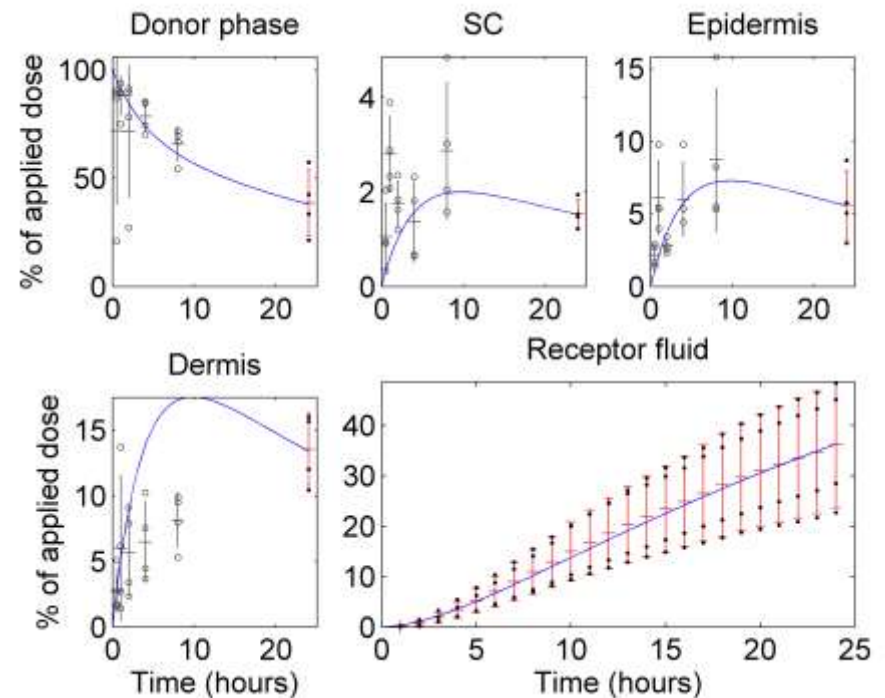 Donor phase
SC
Epidermis
% of applied dose
100
50
0
0 10 20
4
2
0
0 10 20
15
10
5
0
0 10 20
Dermis
Receptor fluid
% of applied dose
15
10
5
0
0 10 20
Time (hours)
40
30
20
10
0
0 5 10 15 20 25
Time (hours)